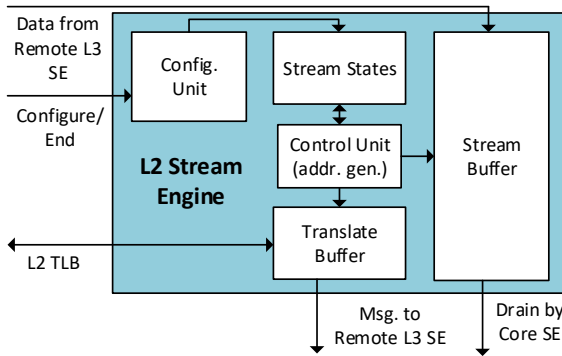 Data from
Remote L3
SE
Config.
Unit
Stream States
Configure/
End
Control Unit
(addr. gen.)
Stream
Buffer
L2 Stream
Engine
Translate
Buffer
L2 TLB
Msg. to
Remote L3 SE
Drain by
Core SE